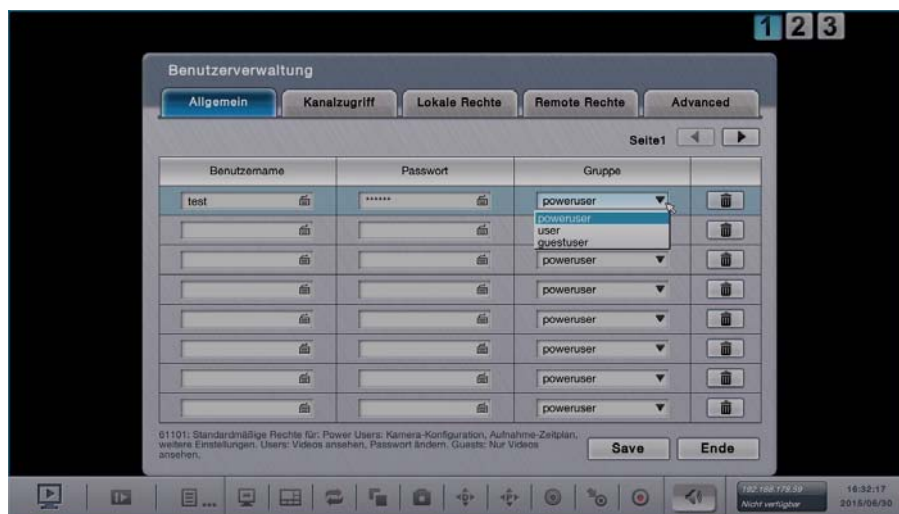 1 2 3
Benutzerverwaltung
Allgemein Kanalzugriff Lokale Rechte Remote Rechte Advanced
Seite1
Benutzername Passwort Gruppe
test ****** poweruser
poweruser
user
guestuser
poweruser
poweruser
poweruser
poweruser
poweruser
poweruser
61101: Standardmäßige Rechte für: Power Users: Kamera-Konfiguration, Aufnahme-Zeitplan,
weitere Einstellungen. Users: Videos ansehen, Passwort ändern. Guests: Nur Videos
ansehen.
Save Ende
192.168.178.59 16:32:17
Nicht verfügbar 2015/06/30